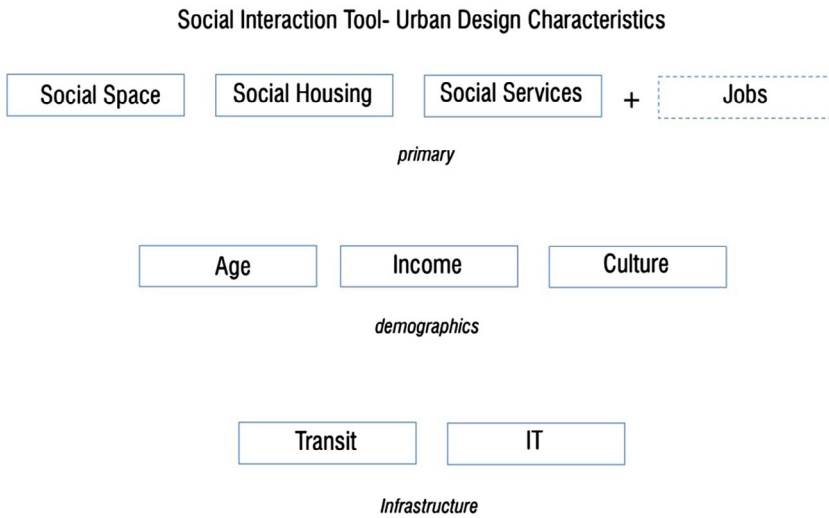 Social Interaction Tool- Urban Design Characteristics
Social Space Social Housing Social Services + Jobs
primary
Age Income Culture
demographics
Transit IT
Infrastructure